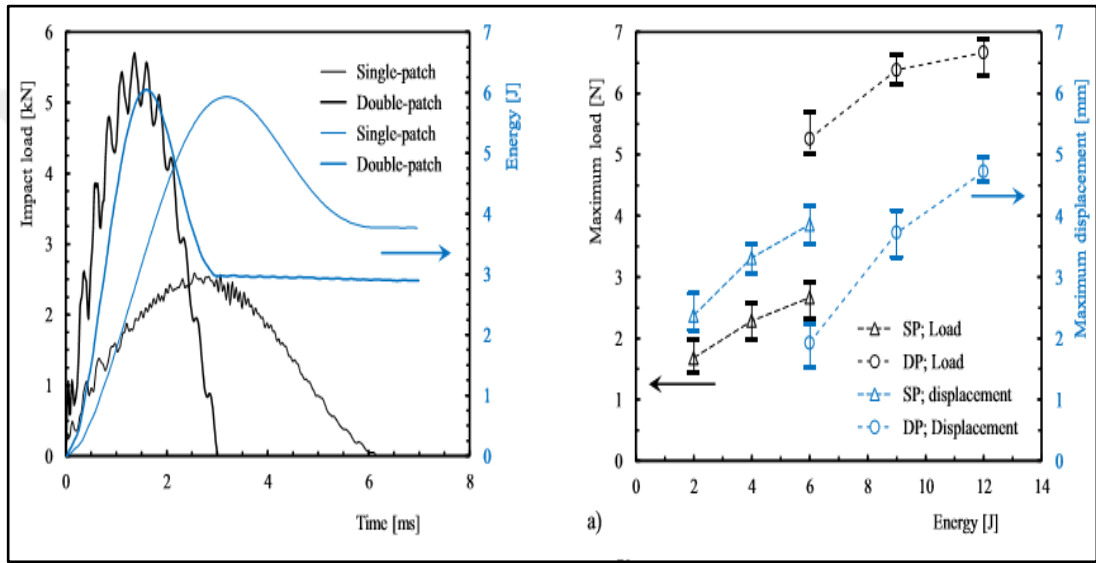 6
5
4
3
2
1
0
Impact load [kN]
7
6
5
4
3
2
1
0
Energy [J]
Single-patch
Double-patch
Single-patch
Double-patch
0 2 4 6 8
Time [ms]
a)
7
6
5
4
3
2
1
0
Maximum load [N]
7
6
5
4
3
2
1
0
Maximum displacement [mm]
SP; Load
DP; Load
SP; displacement
DP; Displacement
0 2 4 6 8 10 12 14
Energy [J]